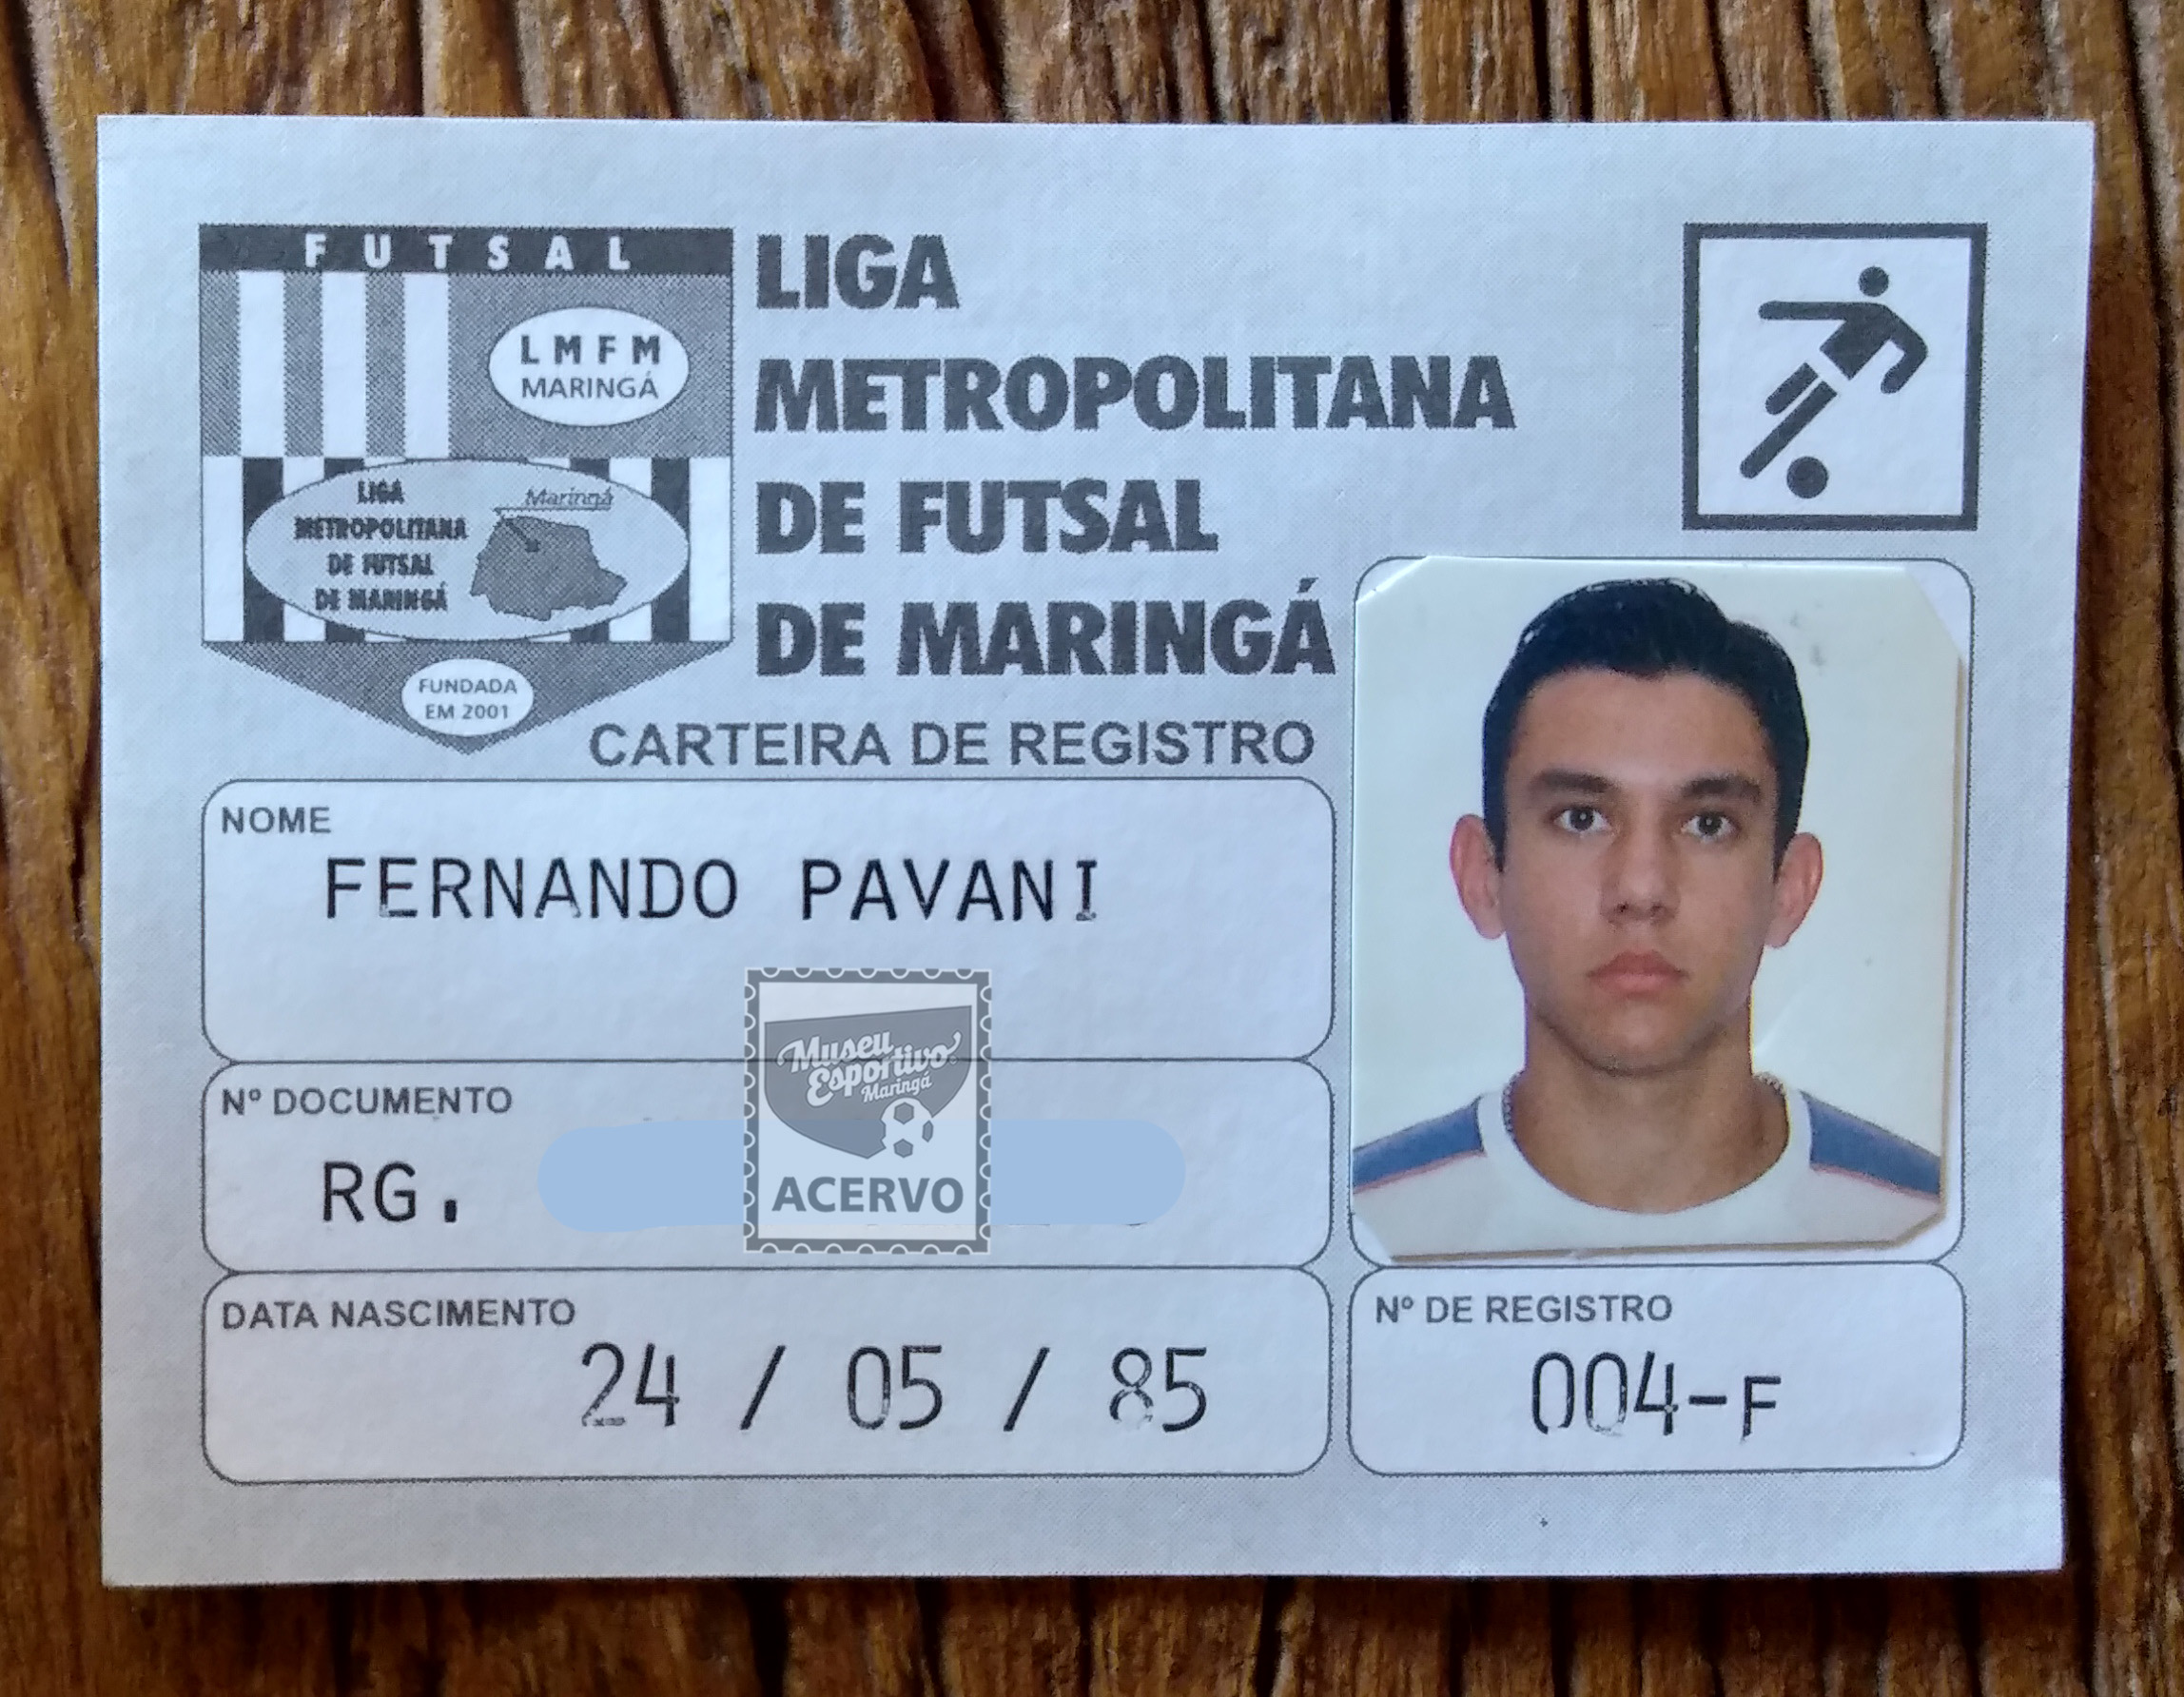 FUTSAL
LMFM
MARINGÁ
LIGA
METROPOLITANA
DE FUTSAL
DE MARINGÁ
Maringá
FUNDADA
EM 2001
LIGA
METROPOLITANA
DE FUTSAL
DE MARINGÁ
CARTEIRA DE REGISTRO
NOME
FERNANDO PAVANI
Museu
Esportivo
Maringá
ACERVO
Nº DOCUMENTO
RG.
DATA NASCIMENTO
24 / 05 / 85
Nº DE REGISTRO
004-F